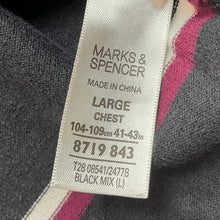 MARKS &
SPENCER
MADE IN CHINA
LARGE
CHEST
104-109cm 41-43in
8719 843
T28 08541/2477B
BLACK MIX (L)